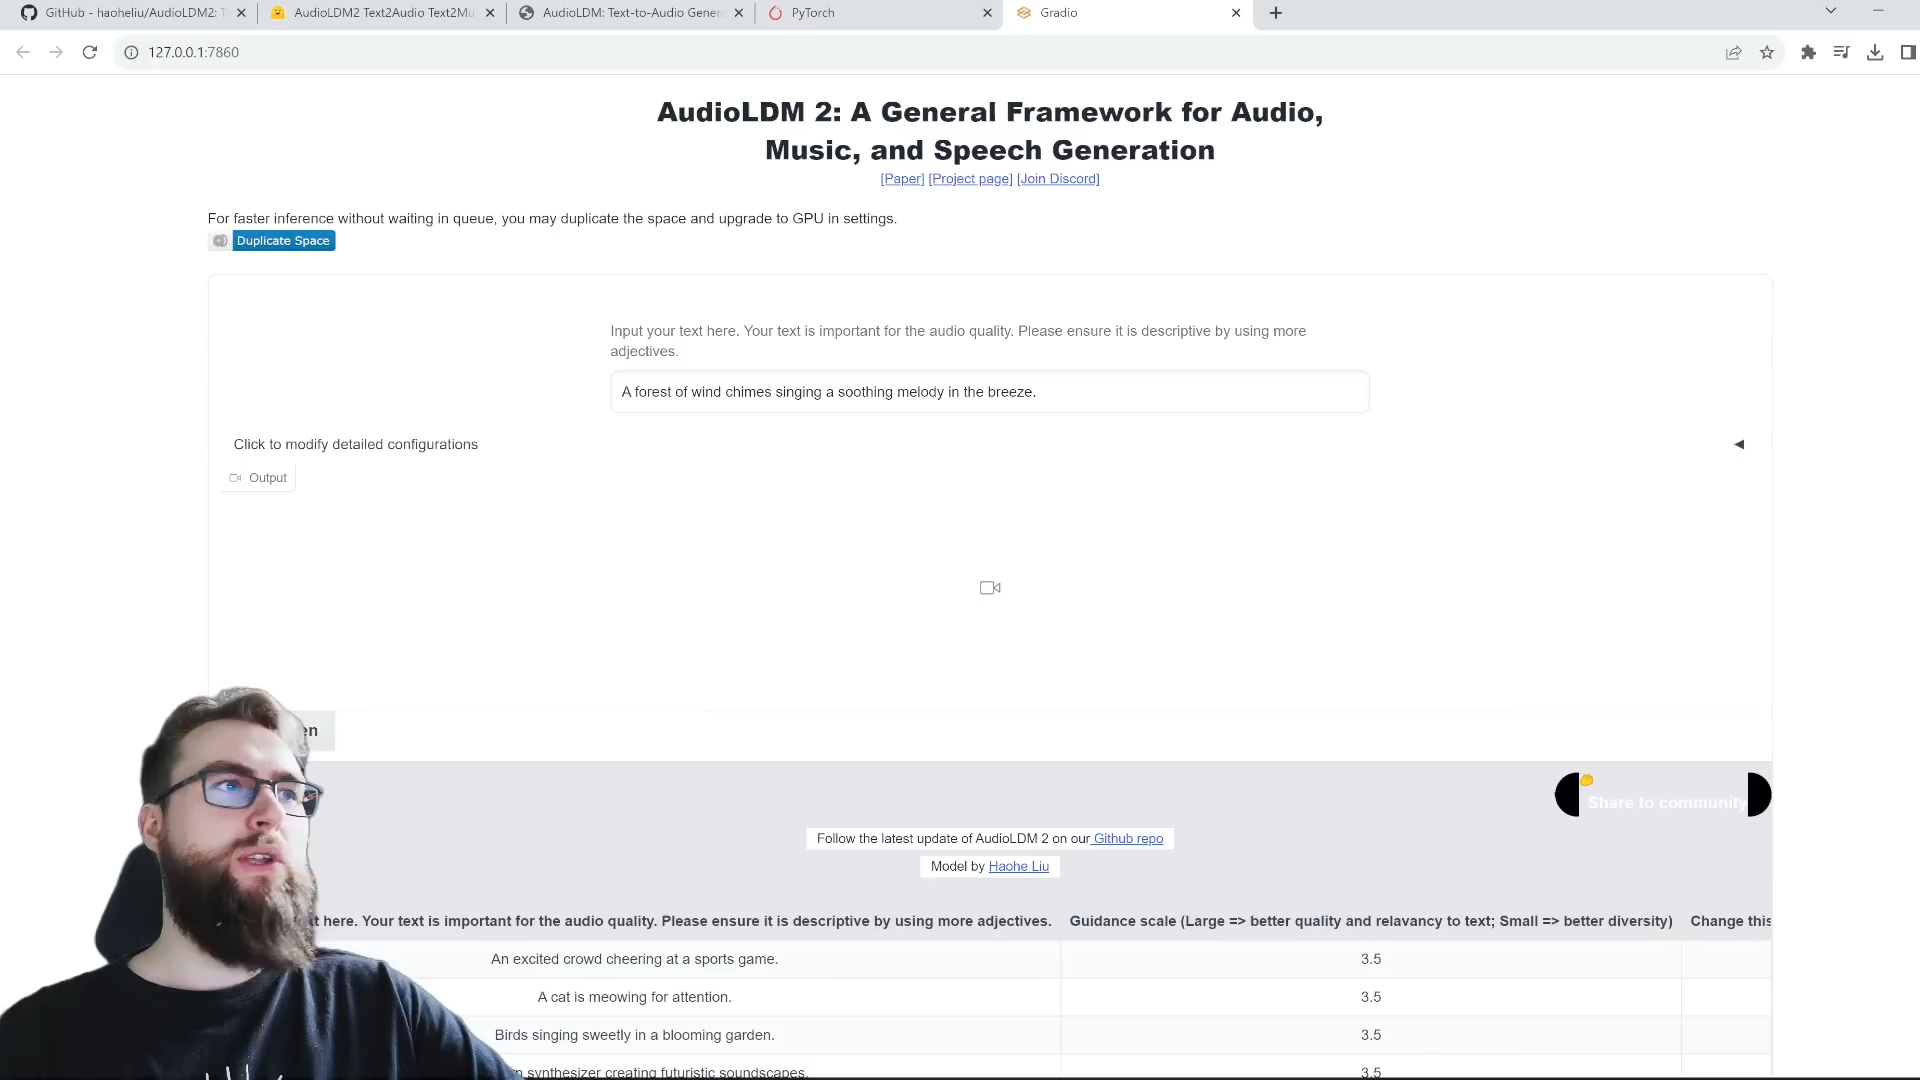 GitHub - haoheliu/AudioLDM2: T
AudioLDM2 Text2Audio Text2Mu
AudioLDM: Text-to-Audio Genera
PyTorch
Gradio
127.0.0.1:7860
AudioLDM 2: A General Framework for Audio,
Music, and Speech Generation
[Paper] [Project page] [Join Discord]
For faster inference without waiting in queue, you may duplicate the space and upgrade to GPU in settings.
Duplicate Space
Input your text here. Your text is important for the audio quality. Please ensure it is descriptive by using more
adjectives.
A forest of wind chimes singing a soothing melody in the breeze.
Click to modify detailed configurations
Output
en
Share to community
Follow the latest update of AudioLDM 2 on our Github repo
Model by Haohe Liu
here. Your text is important for the audio quality. Please ensure it is descriptive by using more adjectives. Guidance scale (Large => better quality and relavancy to text; Small => better diversity) Change this
An excited crowd cheering at a sports game. 3.5
A cat is meowing for attention. 3.5
Birds singing sweetly in a blooming garden. 3.5
synthesizer creating futuristic soundscapes. 3.5